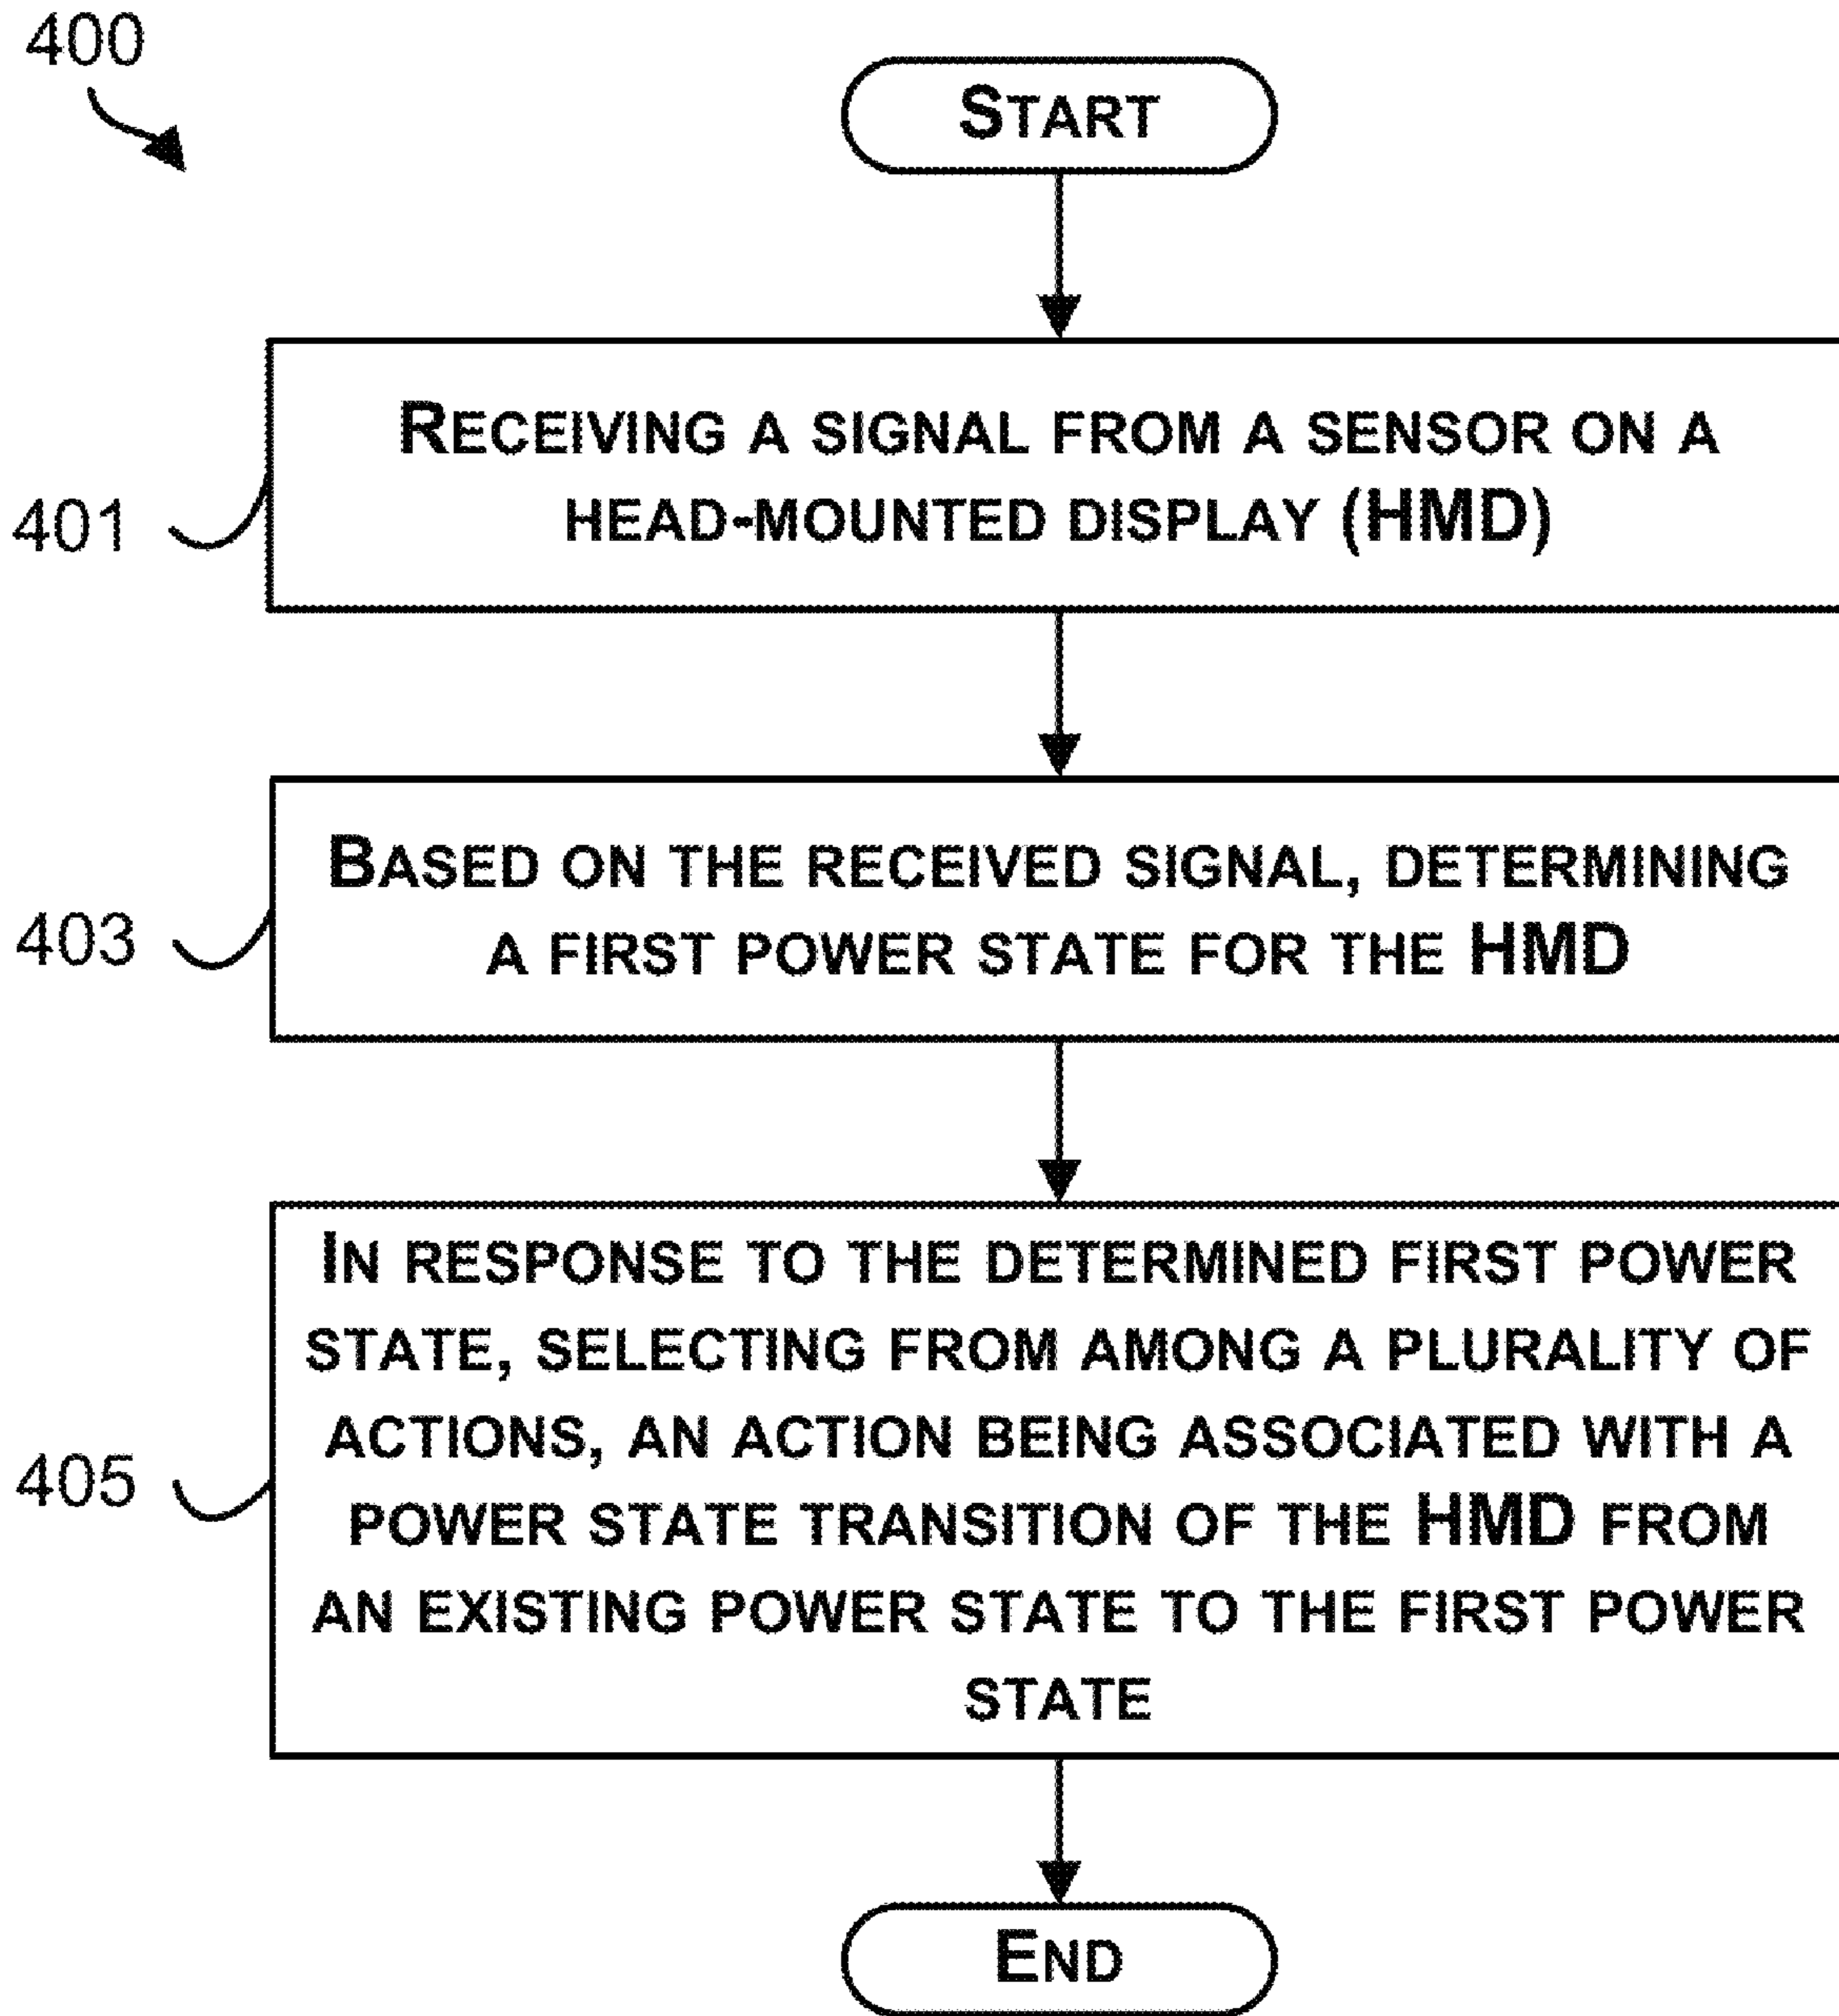 400
START
RECEIVING A SIGNAL FROM A SENSOR ON A
HEAD-MOUNTED DISPLAY (HMD)
401
BASED ON THE RECEIVED SIGNAL, DETERMINING
A FIRST POWER STATE FOR THE HMD
403
IN RESPONSE TO THE DETERMINED FIRST POWER
STATE, SELECTING FROM AMONG A PLURALITY OF
ACTIONS, AN ACTION BEING ASSOCIATED WITH A
POWER STATE TRANSITION OF THE HMD FROM
AN EXISTING POWER STATE TO THE FIRST POWER
STATE
405
END